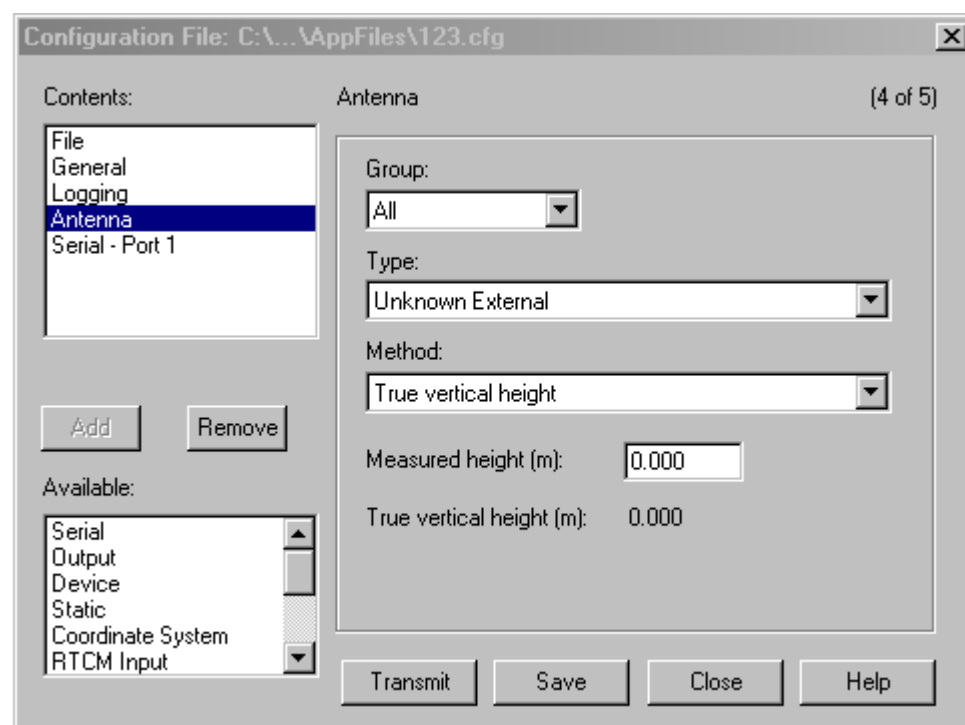 Configuration File: C:\...\AppFiles\123.cfg
Contents:
File
General
Logging
Antenna
Serial - Port 1
Add
Remove
Available:
Serial
Output
Device
Static
Coordinate System
RTCM Input
Antenna
(4 of 5)
Group:
All
Type:
Unknown External
Method:
True vertical height
Measured height (m):
0.000
True vertical height (m):
0.000
Transmit
Save
Close
Help